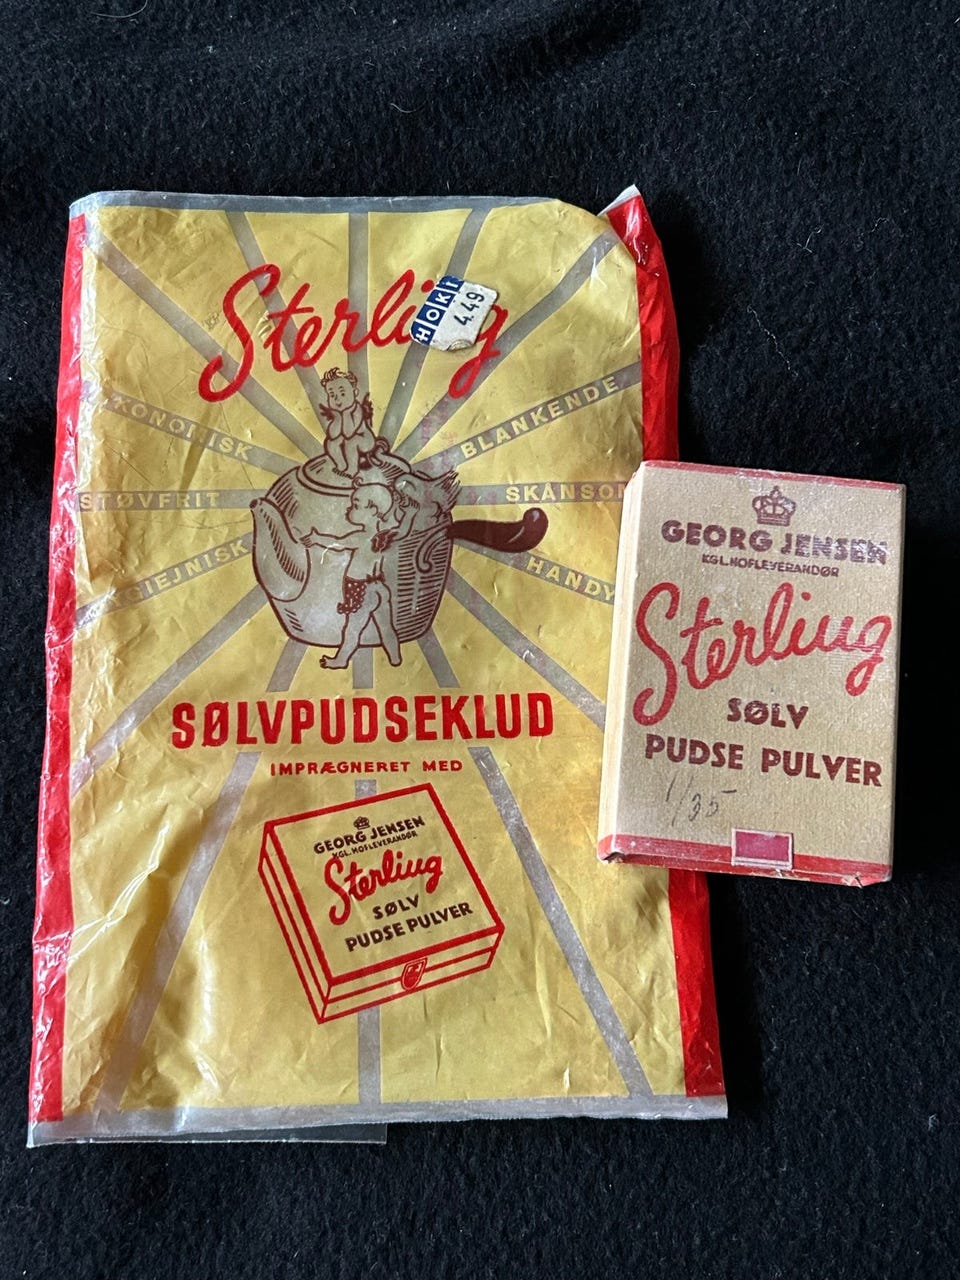 Sterling
HOKI
4.49
ØKONOMISK
BLANKENDE
STØVFRIT
SKÅNSOM
HYGIEJNISK
HANDY
SØLVPUDSEKLUD
IMPRÆGNERET MED
GEORG JENSEN
KGL. HOFLEVERANDØR
Sterling
SØLV
PUDSE PULVER
GEORG JENSEN
KGL. HOFLEVERANDØR
Sterling
SØLV
PUDSE PULVER
1/35